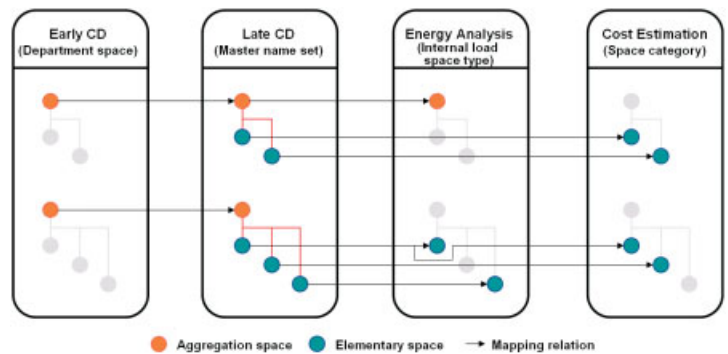 Early CD
(Department space)
Late CD
(Master name set)
Energy Analysis
(Internal load
space type)
Cost Estimation
(Space category)
Aggregation space
Elementary space
Mapping relation